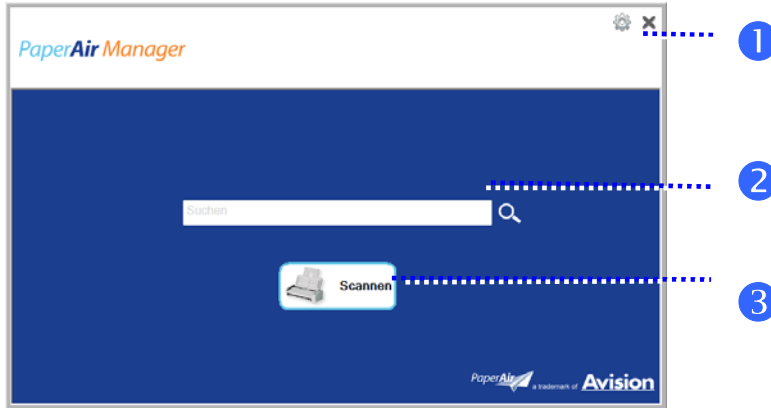 PaperAir Manager
1
2
Suchen
Scannen
3
PaperAir a trademark of Avision